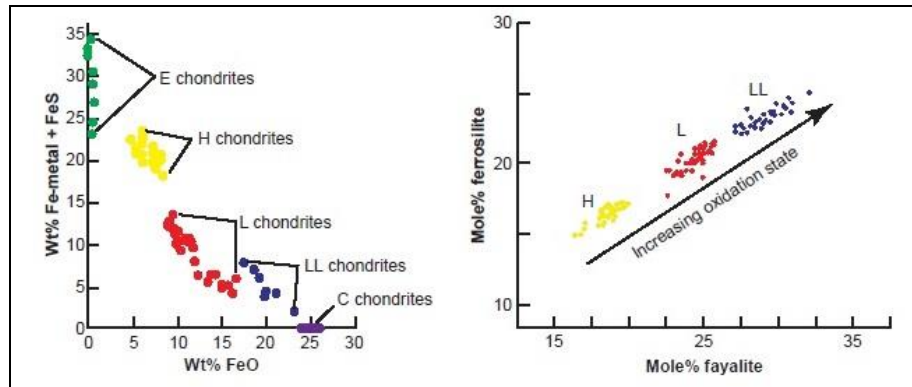 35
30
25
20
15
10
5
0
Wt% Fe-metal + FeS
E chondrites
H chondrites
L chondrites
LL chondrites
C chondrites
0 5 10 15 20 25 30
Wt% FeO
30
20
10
Mole% ferrosilite
H
L
LL
Increasing oxidation state
15 25 35
Mole% fayalite